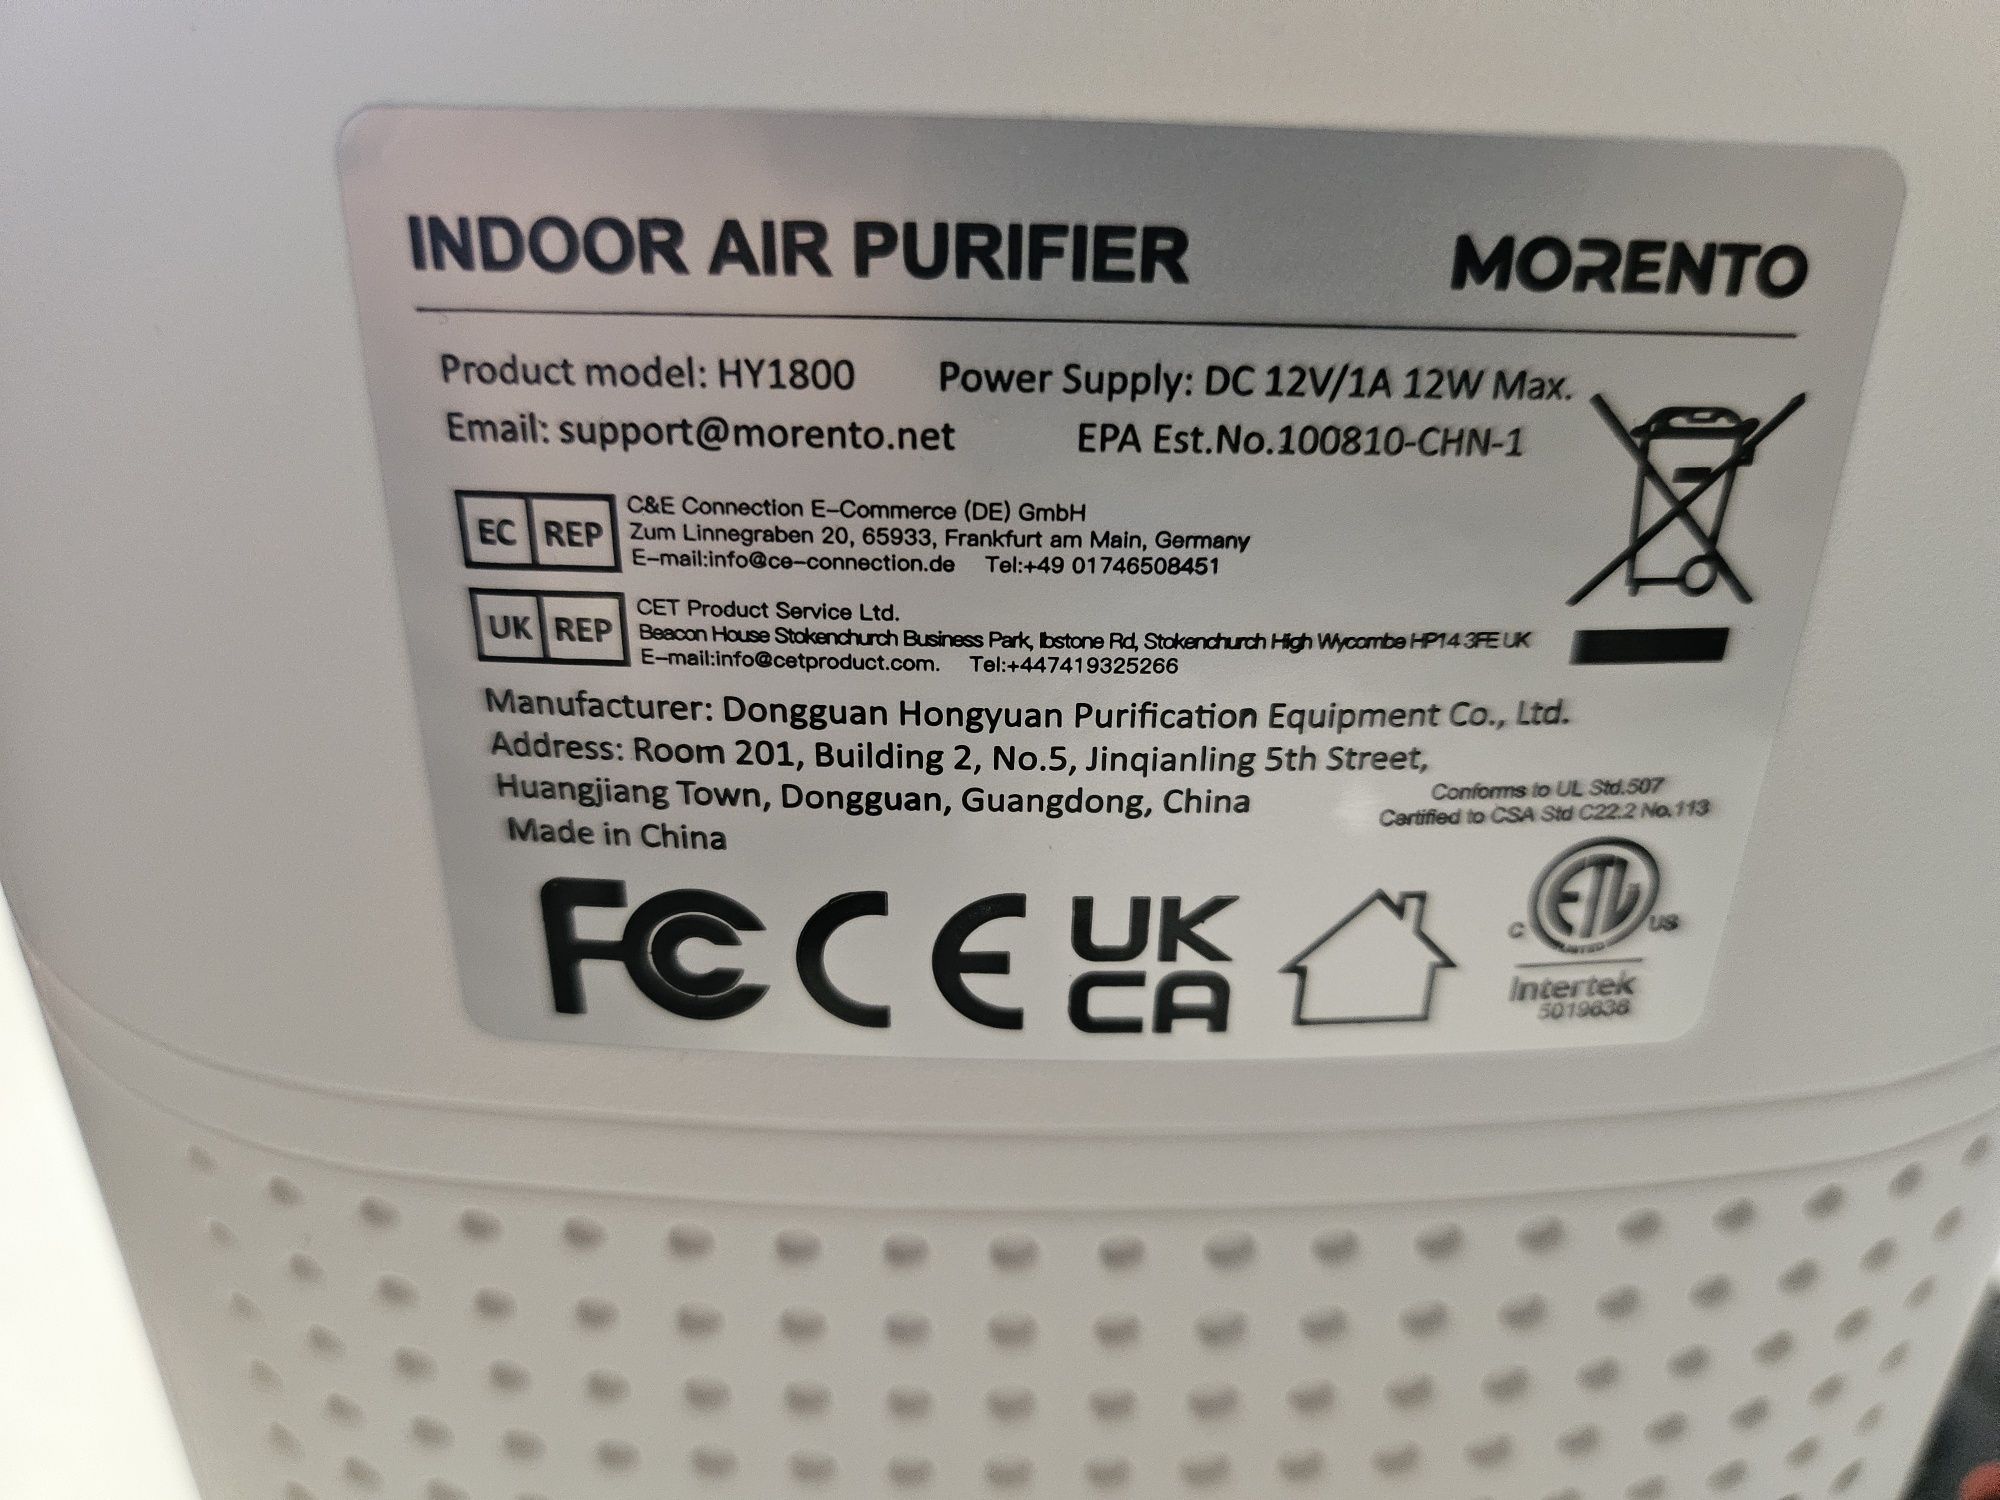 INDOOR AIR PURIFIER MORENTO
Product model: HY1800 Power Supply: DC 12V/1A 12W Max.
Email: support@morento.net EPA Est.No.100810-CHN-1
EC REP
C&E Connection E-Commerce (DE) GmbH
Zum Linnegraben 20, 65933, Frankfurt am Main, Germany
E-mail:info@ce-connection.de Tel:+49 01746508451
UK REP
CET Product Service Ltd.
Beacon House Stokenchurch Business Park, Ibstone Rd, Stokenchurch High Wycombe HP14 3FE UK
E-mail:info@cetproduct.com. Tel:+447419325266
Manufacturer: Dongguan Hongyuan Purification Equipment Co., Ltd.
Address: Room 201, Building 2, No.5, Jinqianling 5th Street,
Huangjiang Town, Dongguan, Guangdong, China
Made in China
Conforms to UL Std.507
Certified to CSA Std C22.2 No.113
FC CE UK
CA
C ETL US
LISTED
Intertek
5019636